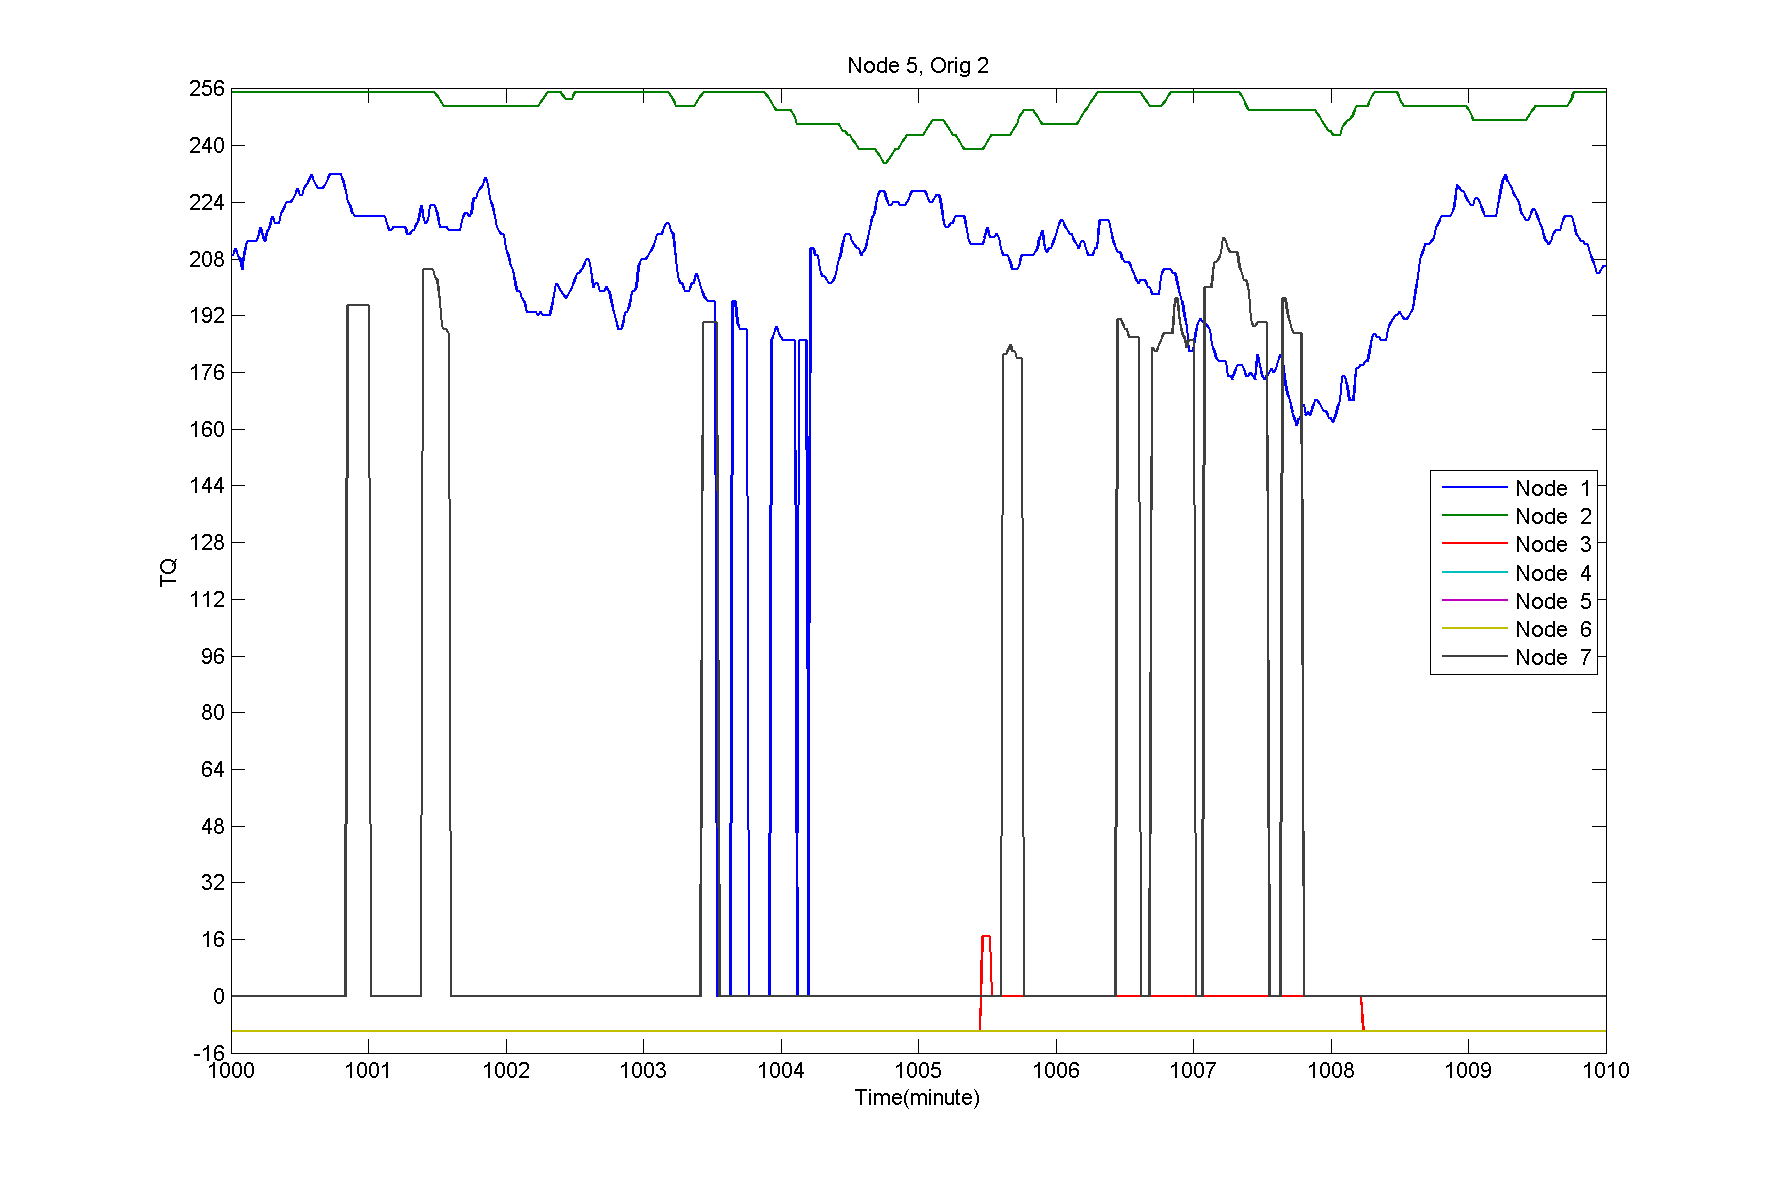 Node 5, Orig 2
256
240
224
208
192
176
160
144
128
112
96
80
64
48
32
16
0
-16
TQ
Node 1
Node 2
Node 3
Node 4
Node 5
Node 6
Node 7
1000 1001 1002 1003 1004 1005 1006 1007 1008 1009 1010
Time(minute)